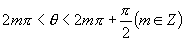 2mπ < θ < 2mπ + π/2 (m ∈ Z)